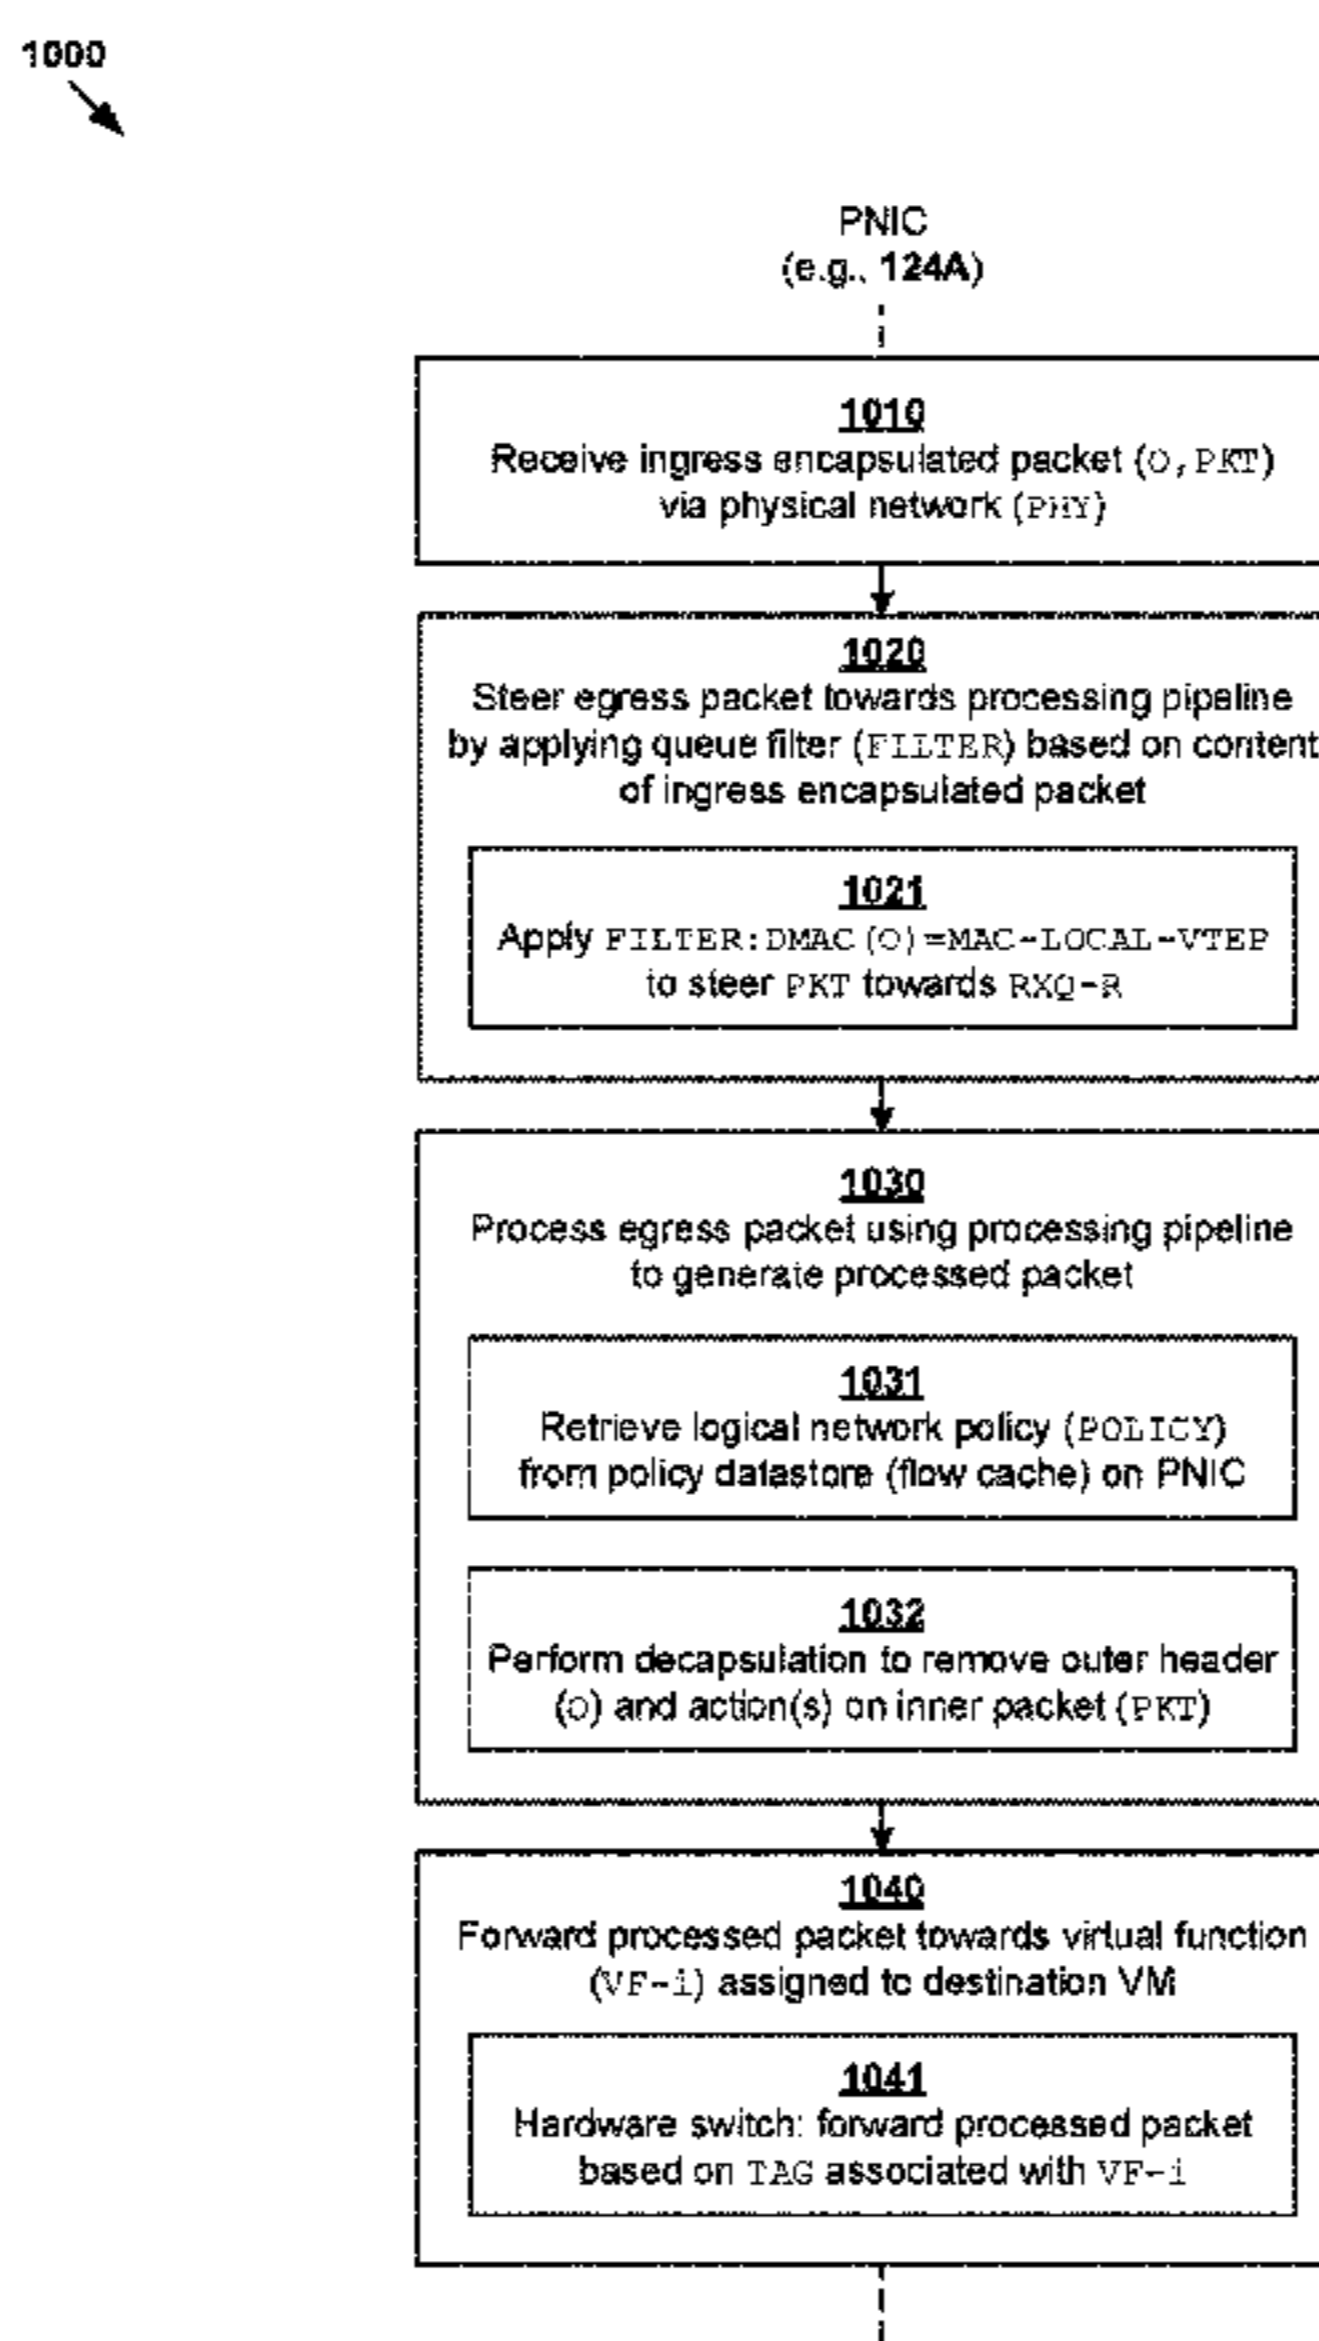 1000
PNIC
(e.g., 124A)
1010
Receive ingress encapsulated packet (O,PKT)
via physical network (PHY)
1020
Steer egress packet towards processing pipeline
by applying queue filter (FILTER) based on content
of ingress encapsulated packet
1021
Apply FILTER:DMAC(O)=MAC-LOCAL-VTEP
to steer PKT towards RXQ-R
1030
Process egress packet using processing pipeline
to generate processed packet
1031
Retrieve logical network policy (POLICY)
from policy datastore (flow cache) on PNIC
1032
Perform decapsulation to remove outer header
(O) and action(s) on inner packet (PKT)
1040
Forward processed packet towards virtual function
(VF-i) assigned to destination VM
1041
Hardware switch: forward processed packet
based on TAG associated with VF-i